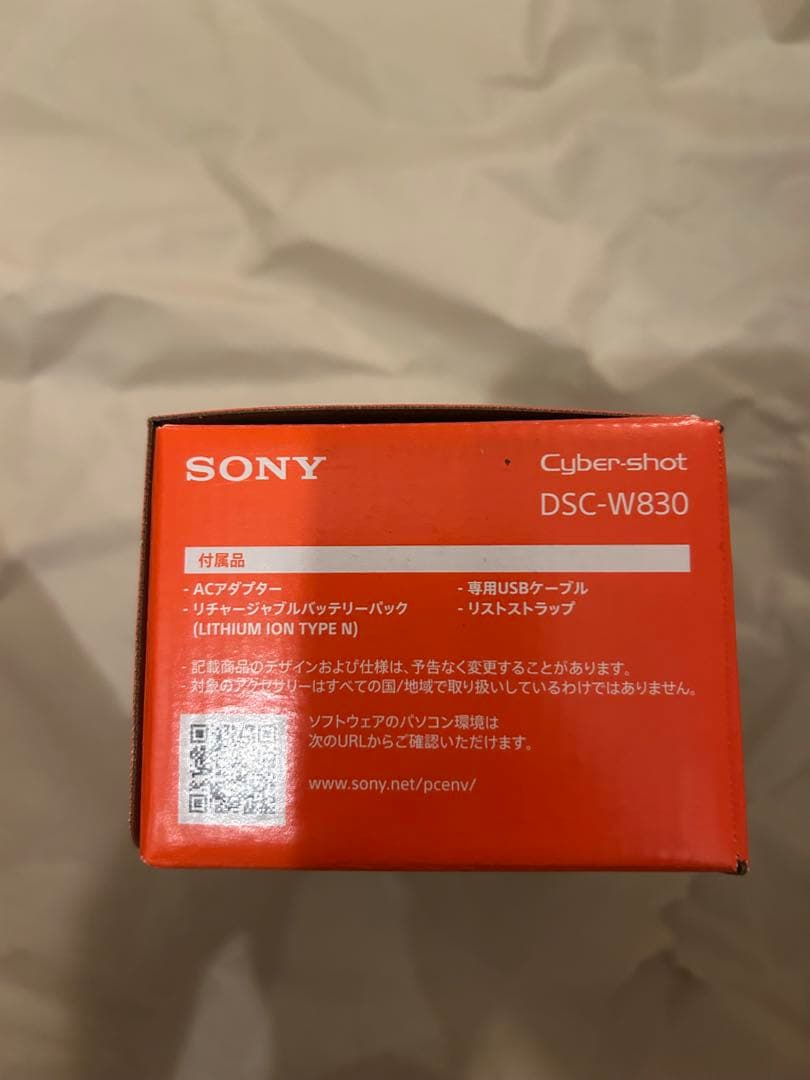 SONY
Cyber-shot
DSC-W830
付属品
- ACアダプター
- 専用USBケーブル
- リチャージャブルバッテリーパック
(LITHIUM ION TYPE N)
- リストストラップ
- 記載商品のデザインおよび仕様は、予告なく変更することがあります。
- 対象のアクセサリーはすべての国/地域で取り扱いしているわけではありません。
ソフトウェアのパソコン環境は
次のURLからご確認いただけます。
www.sony.net/pcenv/